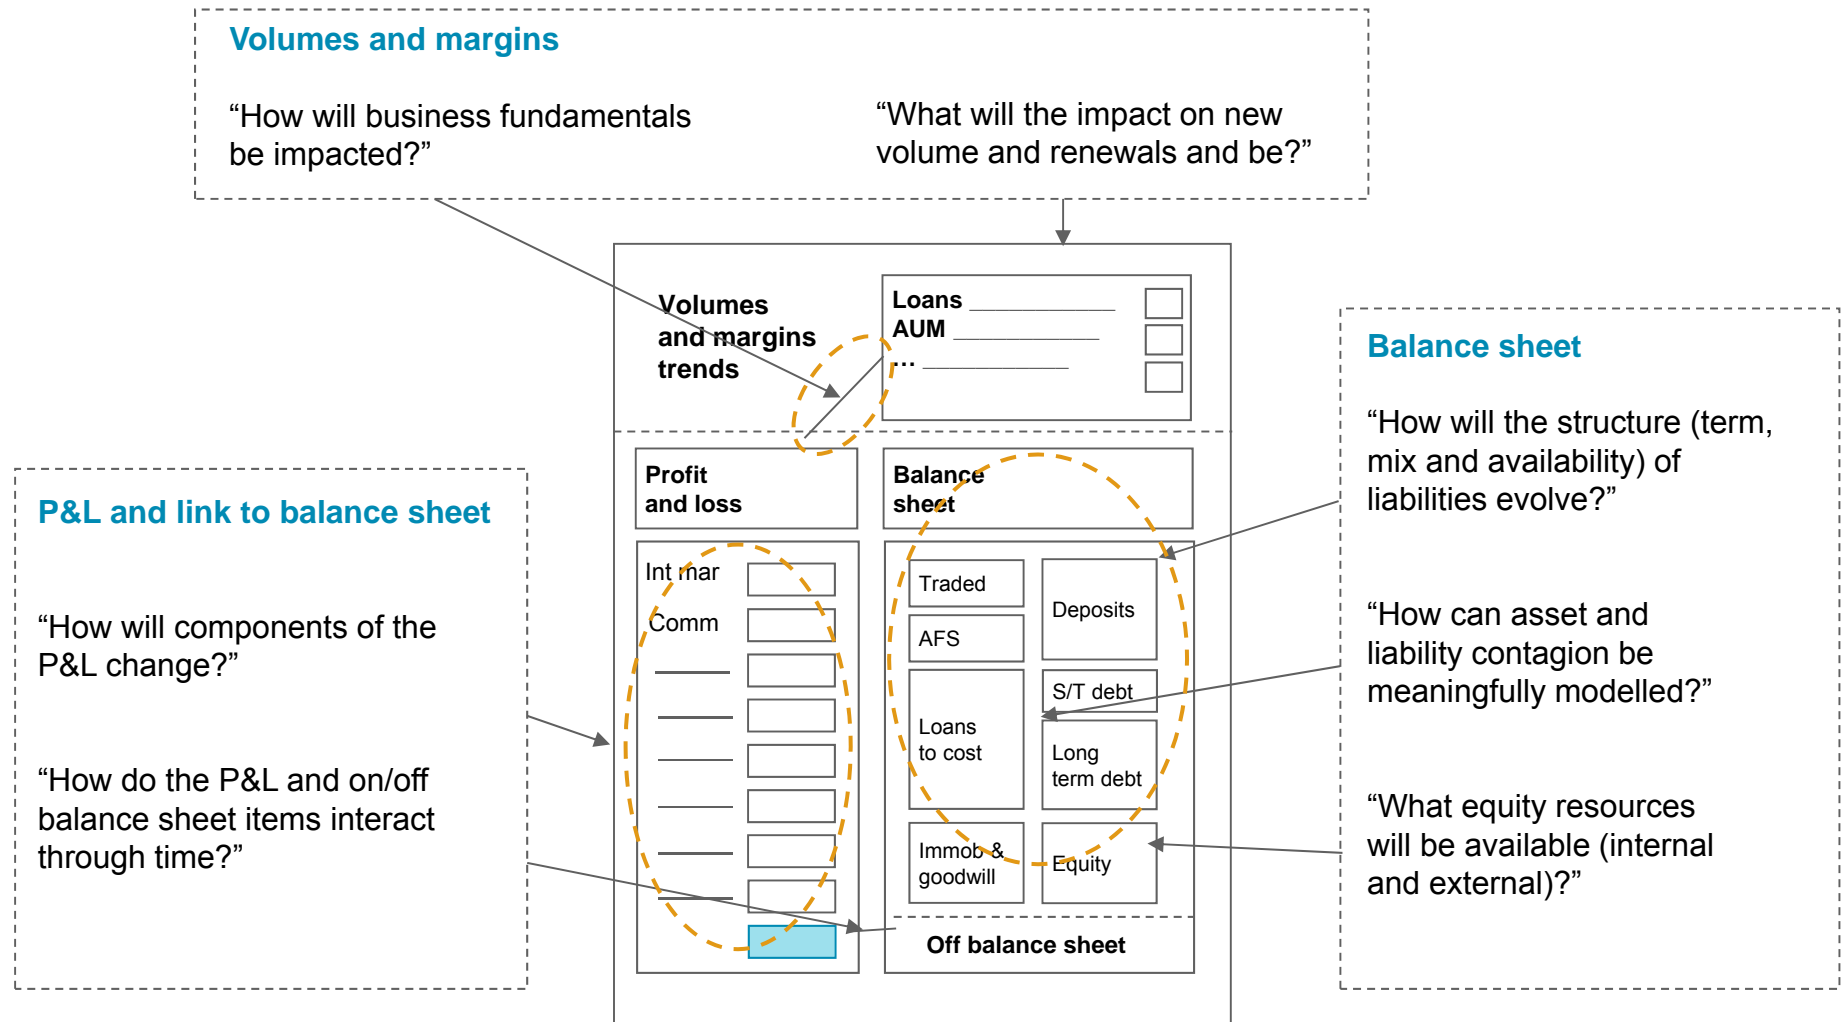 Volumes and margins
“How will business fundamentals
be impacted?”
“What will the impact on new
volume and renewals and be?”
Volumes
and margins
trends
Loans ___________
AUM ___________
… ___________
Balance sheet
“How will the structure (term,
mix and availability) of
liabilities evolve?”
“How can asset and
liability contagion be
meaningfully modelled?”
“What equity resources
will be available (internal
and external)?”
P&L and link to balance sheet
“How will components of the
P&L change?”
“How do the P&L and on/off
balance sheet items interact
through time?”
Profit
and loss
Int mar
Comm
Balance
sheet
Traded
AFS
Loans
to cost
Immob &
goodwill
Deposits
S/T debt
Long
term debt
Equity
Off balance sheet